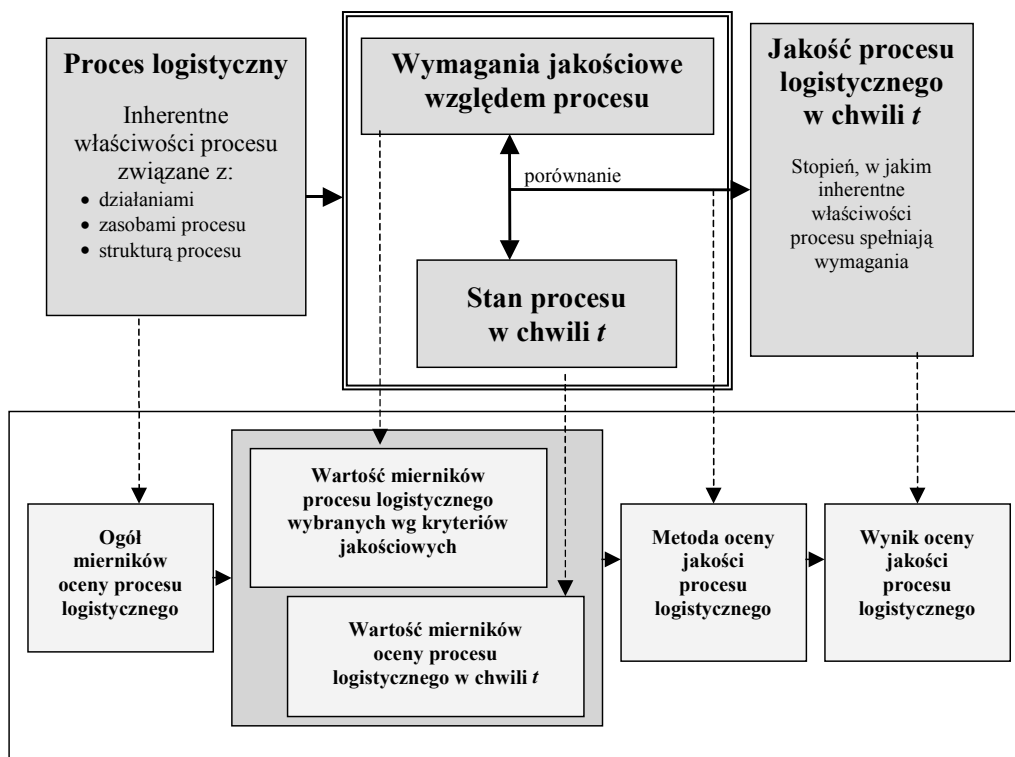 Proces logistyczny
Inherentne
właściwości procesu
związane z:
• działaniami
• zasobami procesu
• strukturą procesu
Wymagania jakościowe
względem procesu
porównanie
Stan procesu
w chwili t
Jakość procesu
logistycznego
w chwili t
Stopień, w jakim
inherentne
właściwości
procesu spełniają
wymagania
Ogół
mierników
oceny procesu
logistycznego
Wartość mierników
procesu logistycznego
wybranych wg kryteriów
jakościowych
Wartość mierników
oceny procesu
logistycznego w chwili t
Metoda oceny
jakości
procesu
logistycznego
Wynik oceny
jakości
procesu
logistycznego